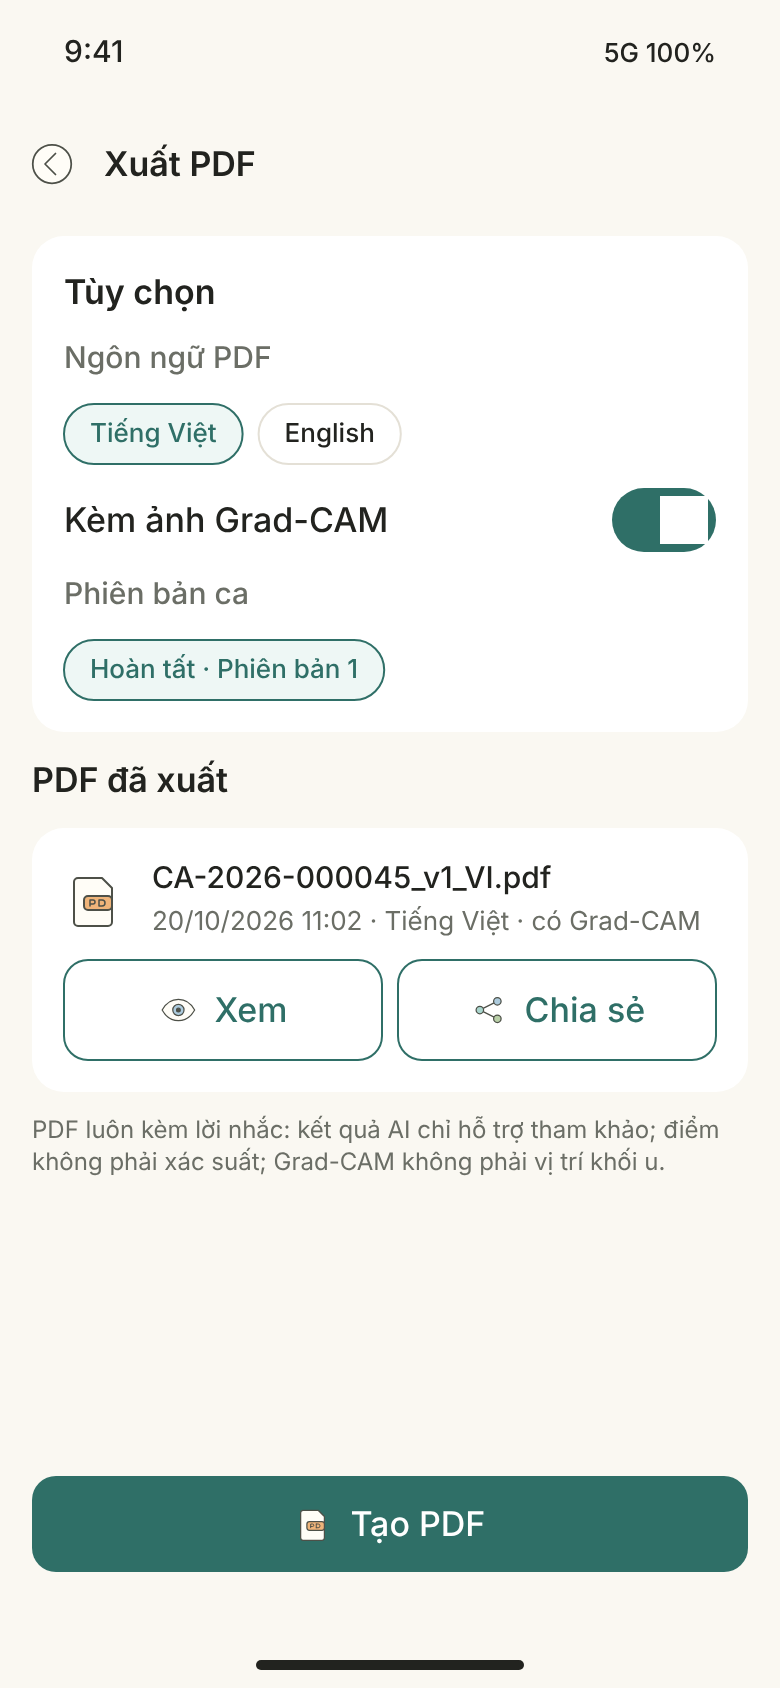 9:41
5G 100%
Xuất PDF
Tùy chọn
Ngôn ngữ PDF
Tiếng Việt
English
Kèm ảnh Grad-CAM
Phiên bản ca
Hoàn tất · Phiên bản 1
PDF đã xuất
PD
CA-2026-000045_v1_VI.pdf
20/10/2026 11:02 · Tiếng Việt · có Grad-CAM
Xem
Chia sẻ
PDF luôn kèm lời nhắc: kết quả AI chỉ hỗ trợ tham khảo; điểm
không phải xác suất; Grad-CAM không phải vị trí khối u.
PD
Tạo PDF